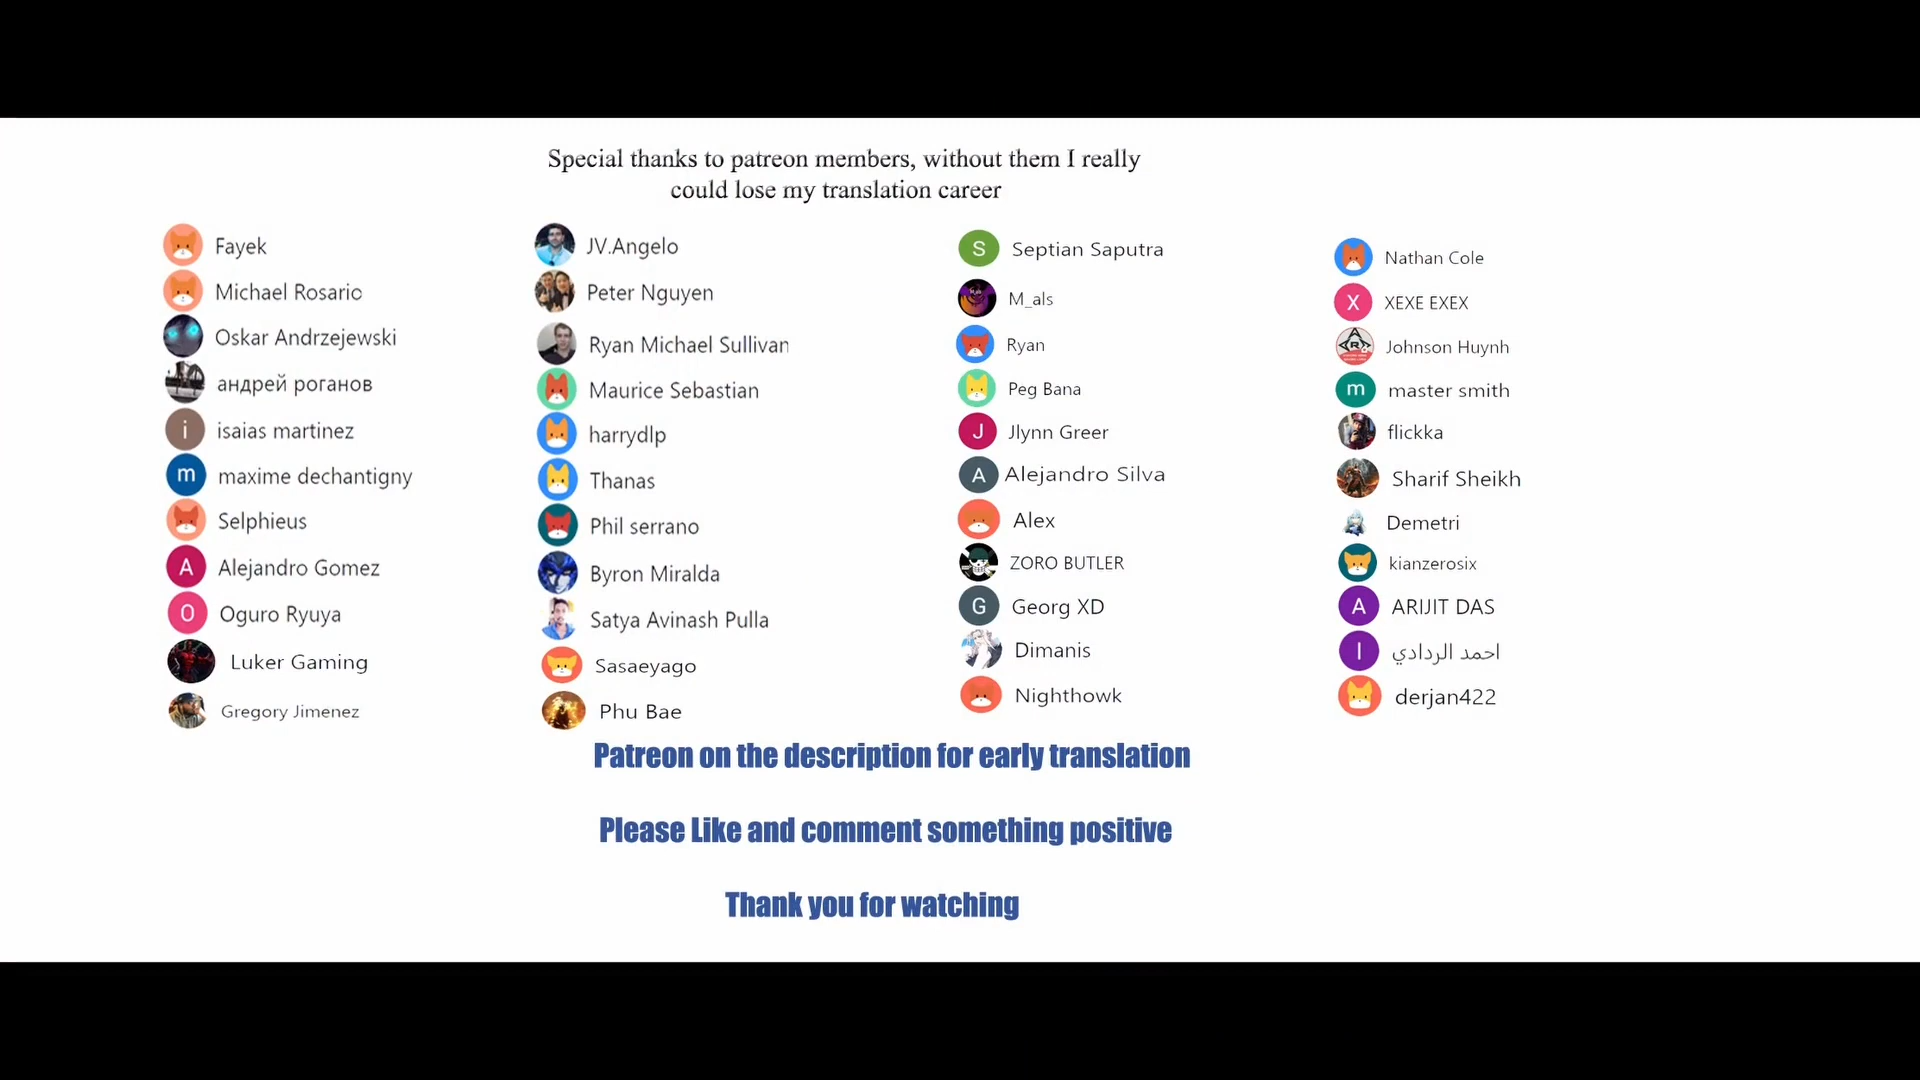 Special thanks to patreon members, without them I really
could lose my translation career
Fayek
Michael Rosario
Oskar Andrzejewski
андрей роганов
i
isaias martinez
m
maxime dechantigny
Selphieus
A
Alejandro Gomez
O
Oguro Ryuya
Luker Gaming
Gregory Jimenez
JV.Angelo
Peter Nguyen
Ryan Michael Sullivan
Maurice Sebastian
harrydlp
Thanas
Phil serrano
Byron Miralda
Satya Avinash Pulla
Sasaeyago
Phu Bae
S
Septian Saputra
M_als
Ryan
Peg Bana
J
Jlynn Greer
A
Alejandro Silva
Alex
ZORO BUTLER
G
Georg XD
Dimanis
Nighthowk
Nathan Cole
X
XEXE EXEX
Johnson Huynh
m
master smith
flickka
Sharif Sheikh
Demetri
kianzerosix
A
ARIJIT DAS
I
احمد الردادي
derjan422
Patreon on the description for early translation
Please Like and comment something positive
Thank you for watching